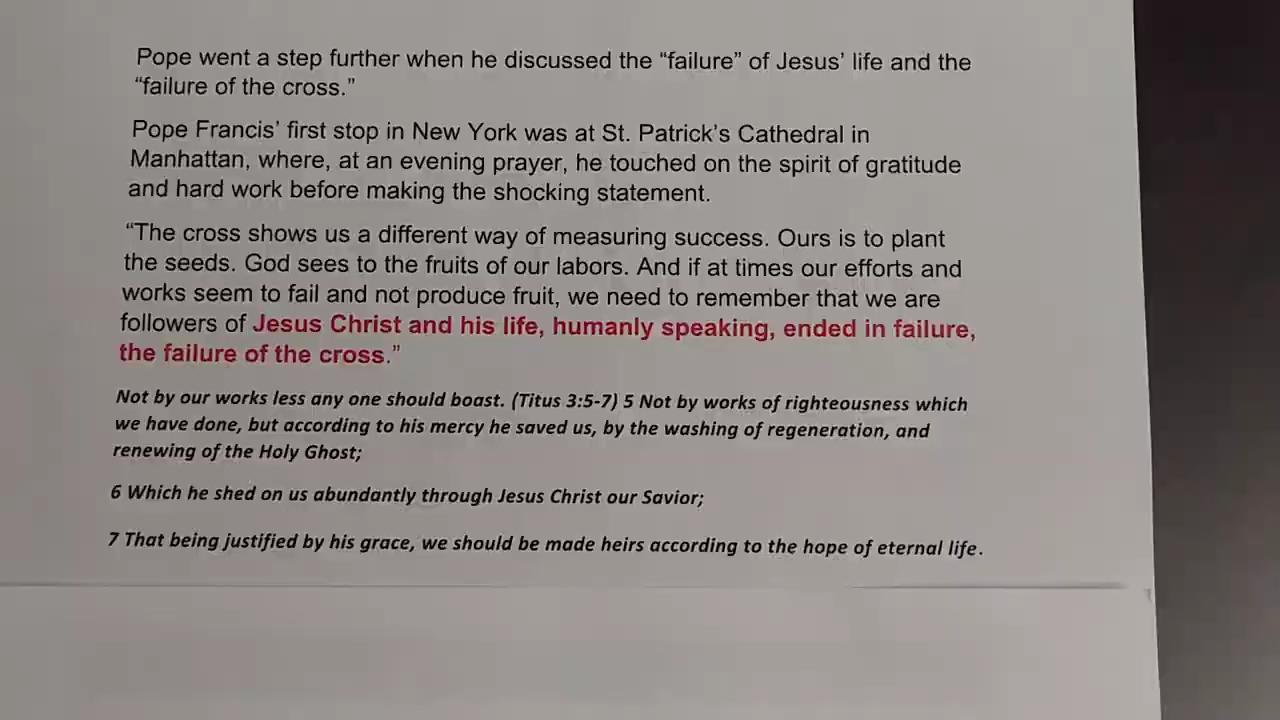 Pope went a step further when he discussed the “failure” of Jesus’ life and the
“failure of the cross.”
Pope Francis’ first stop in New York was at St. Patrick’s Cathedral in
Manhattan, where, at an evening prayer, he touched on the spirit of gratitude
and hard work before making the shocking statement.
“The cross shows us a different way of measuring success. Ours is to plant
the seeds. God sees to the fruits of our labors. And if at times our efforts and
works seem to fail and not produce fruit, we need to remember that we are
followers of Jesus Christ and his life, humanly speaking, ended in failure,
the failure of the cross.”
Not by our works less any one should boast. (Titus 3:5-7) 5 Not by works of righteousness which
we have done, but according to his mercy he saved us, by the washing of regeneration, and
renewing of the Holy Ghost;
6 Which he shed on us abundantly through Jesus Christ our Savior;
7 That being justified by his grace, we should be made heirs according to the hope of eternal life.